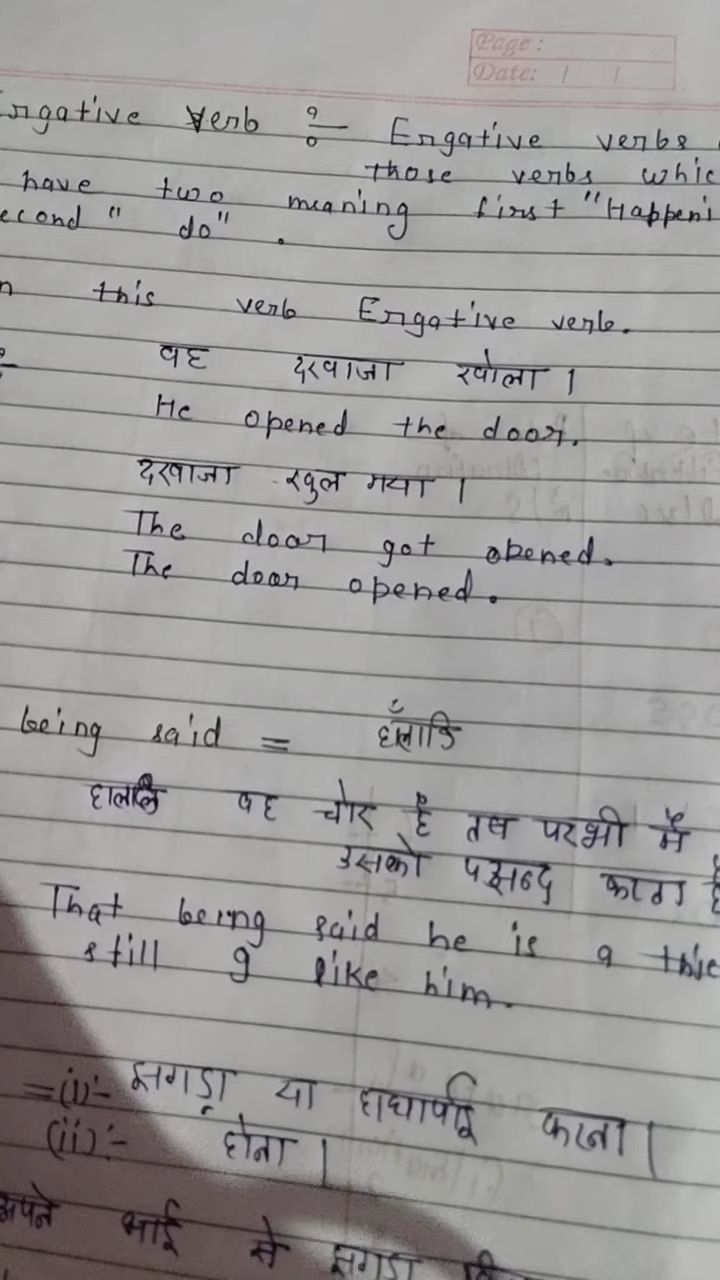 Page :
Date: / /
Ergative Verb :- Ergative verbs
those verbs whic
have two meaning first "Happeni
econd " do" .
n this verb Ergative verb.
वह दरवाजा खोला ।
He opened the door.
दरवाजा खुल गया ।
The door got opened.
The door opened.
being said = हॅंलाकि
हालाकि वह चोर है तब परभी मैं
उसको पसन्द करता ह
That being said he is a thie
still I like him.
=(i):- झगड़ा या हाथापाई करना ।
(ii):- होना ।
अपने भाई से झगड़ा